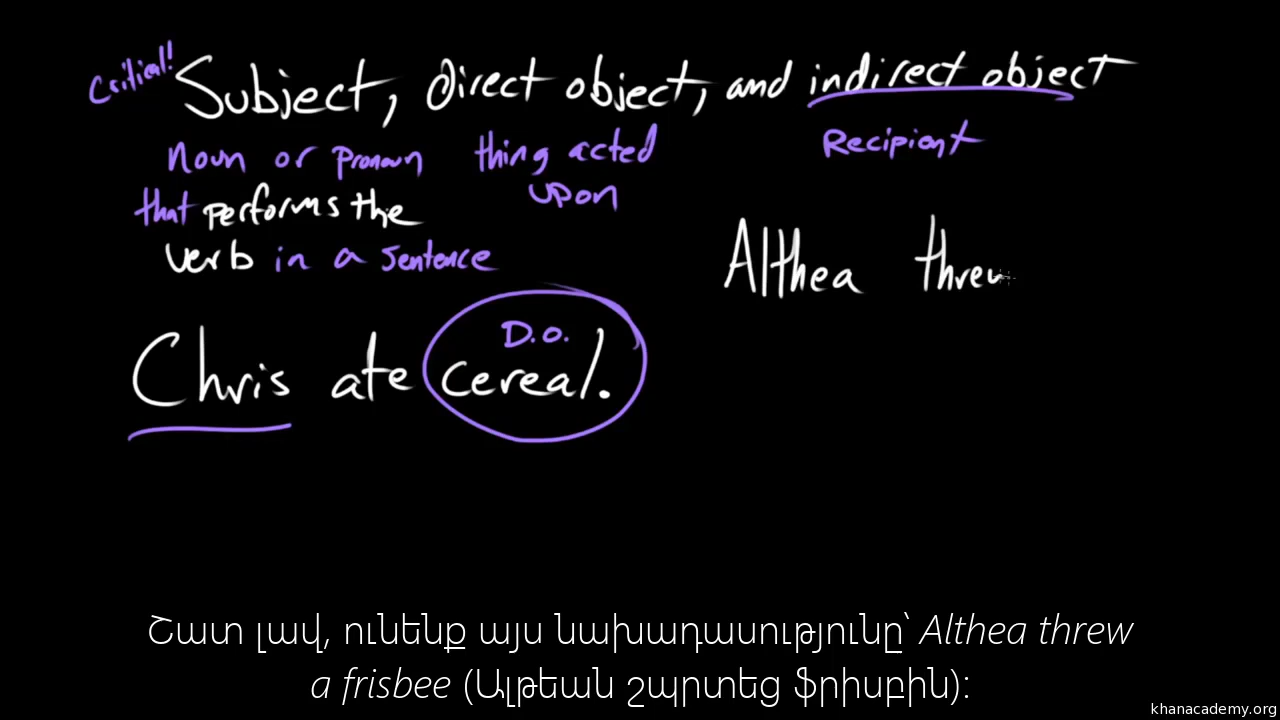 Critical! Subject, direct object, and indirect object
noun or pronoun
that performs the
verb in a sentence
thing acted
upon
Recipient
Althea threw
D.O.
Chris ate cereal.
Շատ լավ, ունենք այս նախադասությունը՝ Althea threw
a frisbee (Ալթեան շպրտեց ֆրիսբին)։
khanacademy.org